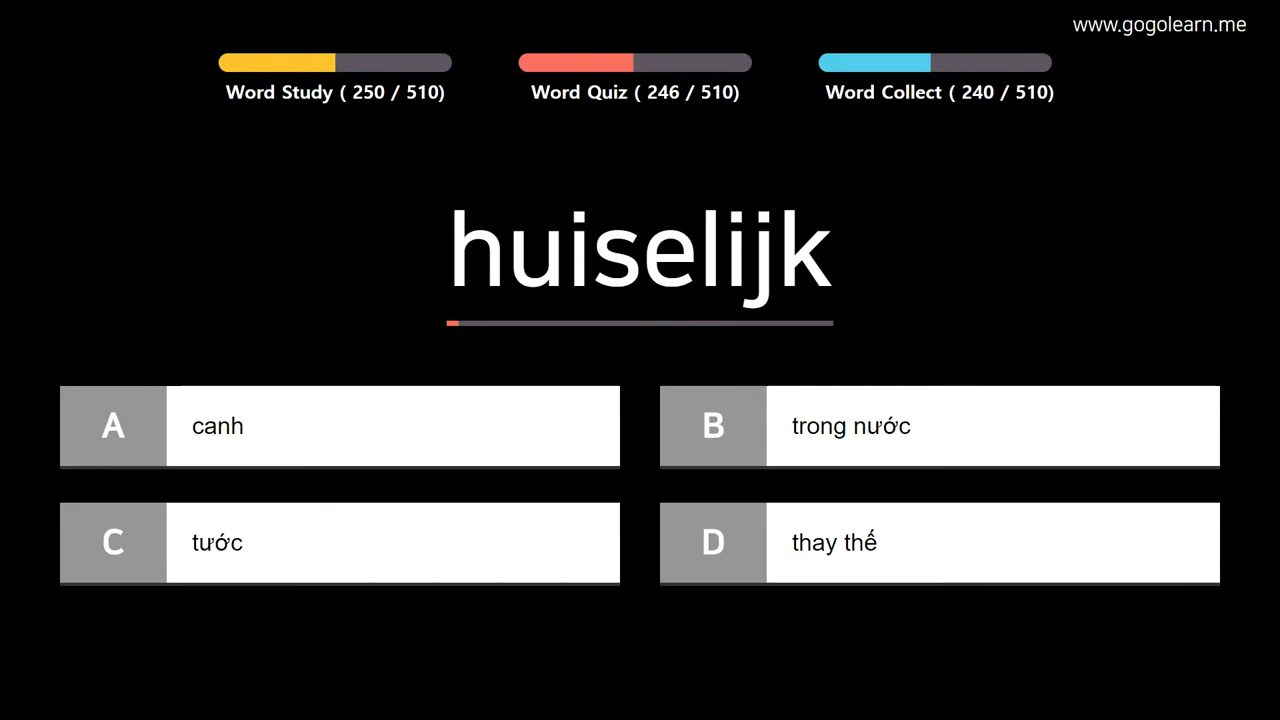 www.gogolearn.me
Word Study ( 250 / 510)
Word Quiz ( 246 / 510)
Word Collect ( 240 / 510)
huiselijk
A canh
B trong nước
C tước
D thay thế